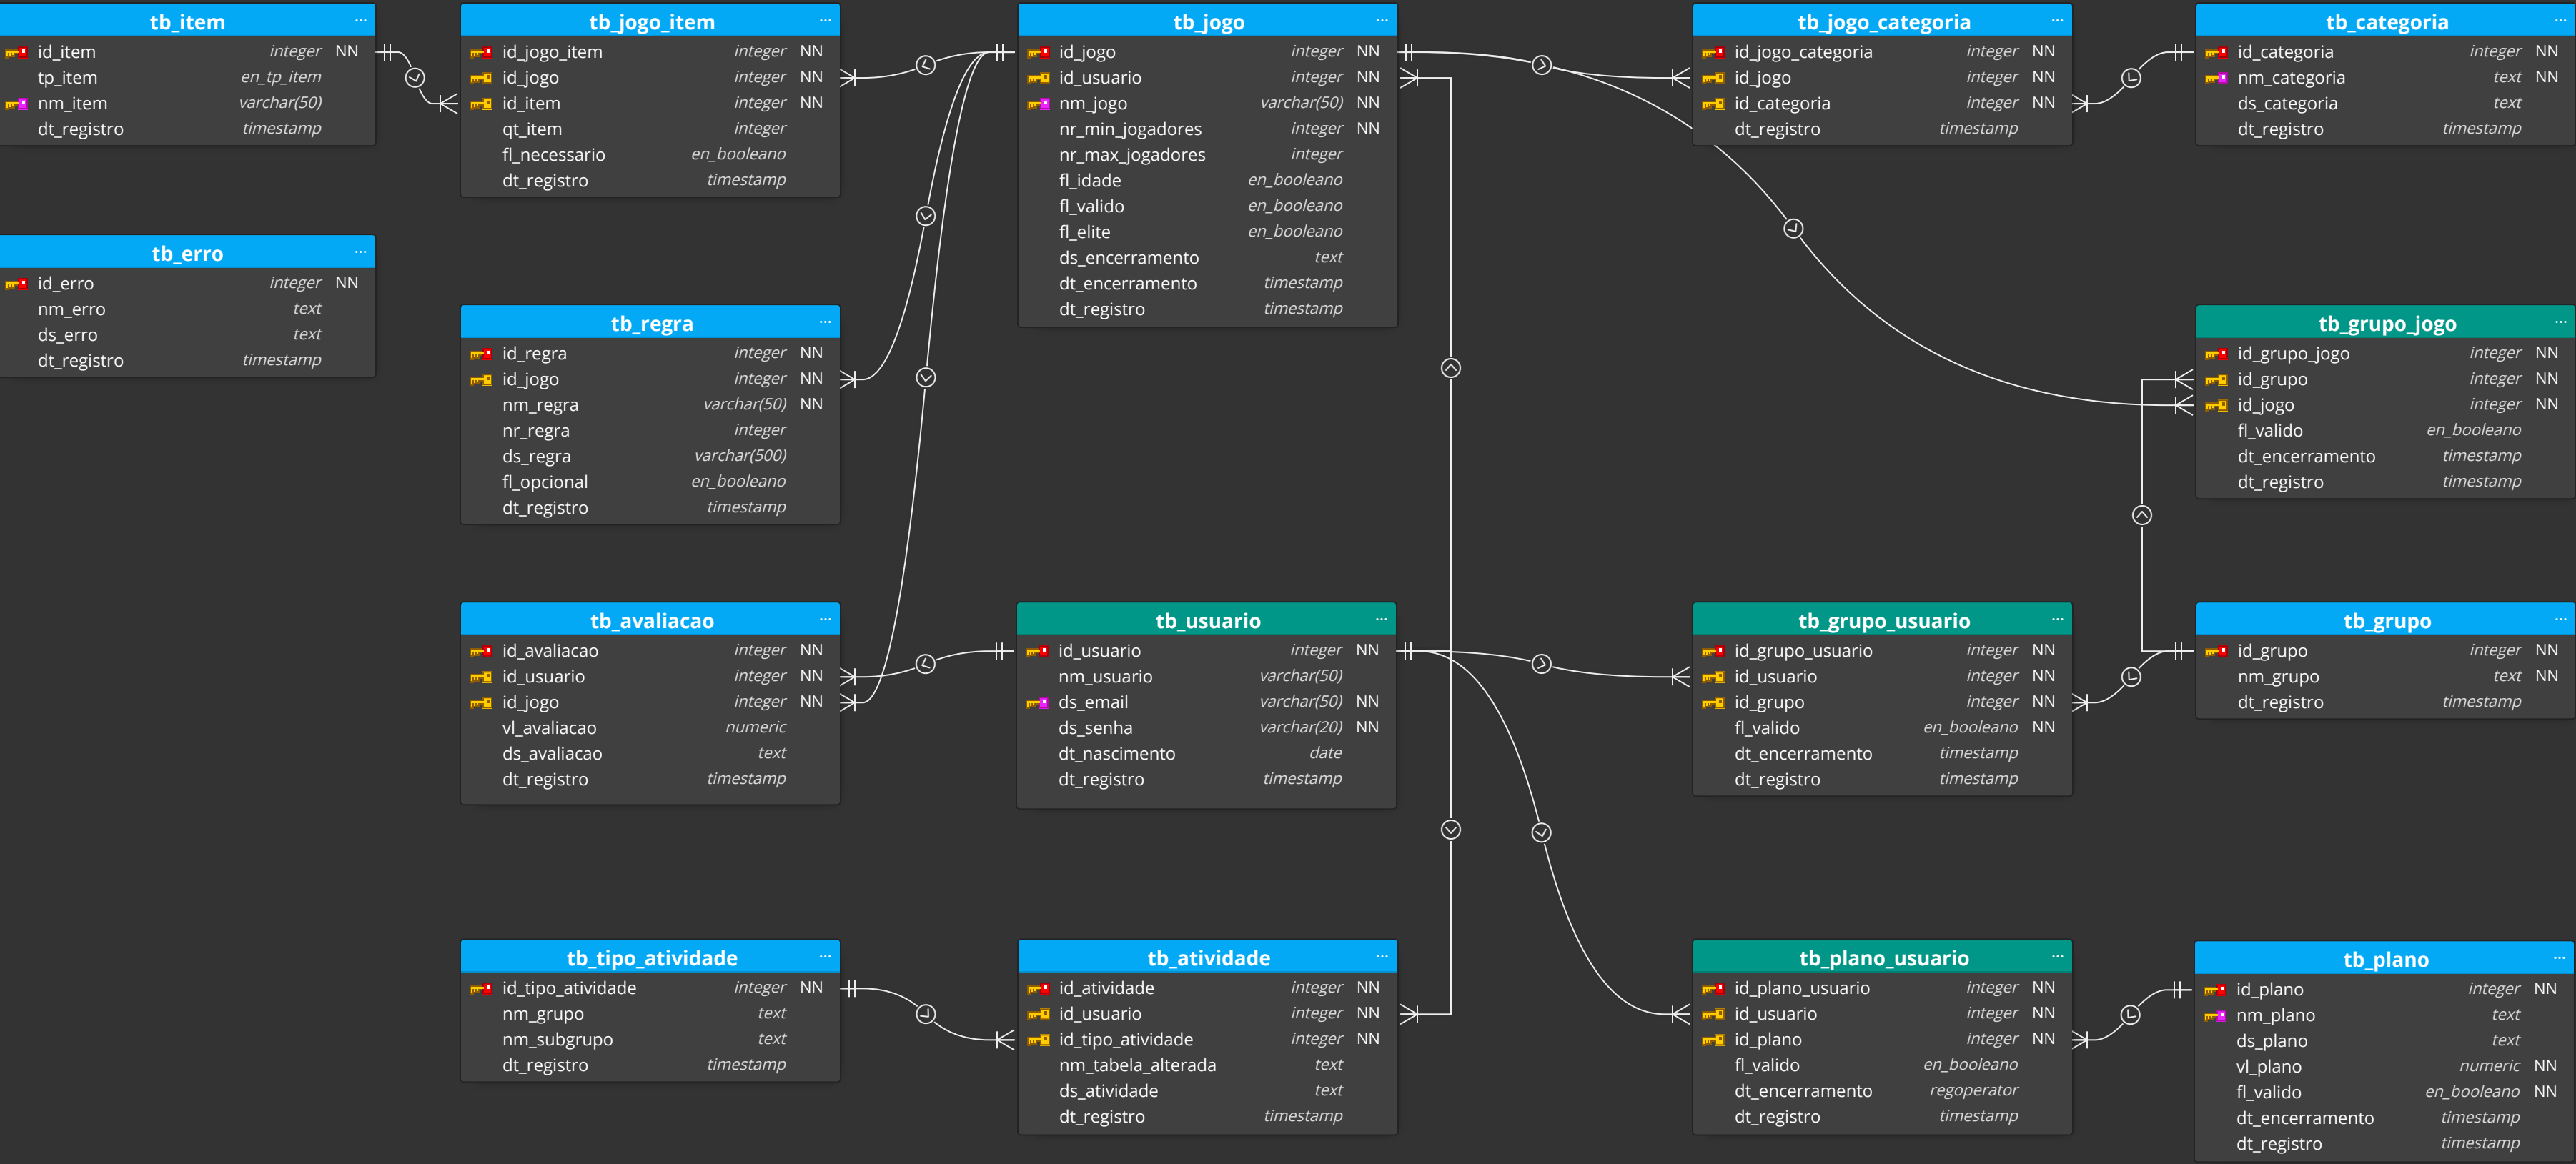 tb_item ...
id_item integer NN
tp_item en_tp_item
nm_item varchar(50)
dt_registro timestamp
tb_jogo_item ...
id_jogo_item integer NN
id_jogo integer NN
id_item integer NN
qt_item integer
fl_necessario en_booleano
dt_registro timestamp
tb_jogo ...
id_jogo integer NN
id_usuario integer NN
nm_jogo varchar(50) NN
nr_min_jogadores integer NN
nr_max_jogadores integer
fl_idade en_booleano
fl_valido en_booleano
fl_elite en_booleano
ds_encerramento text
dt_encerramento timestamp
dt_registro timestamp
tb_jogo_categoria ...
id_jogo_categoria integer NN
id_jogo integer NN
id_categoria integer NN
dt_registro timestamp
tb_categoria ...
id_categoria integer NN
nm_categoria text NN
ds_categoria text
dt_registro timestamp
tb_erro ...
id_erro integer NN
nm_erro text
ds_erro text
dt_registro timestamp
tb_regra ...
id_regra integer NN
id_jogo integer NN
nm_regra varchar(50) NN
nr_regra integer
ds_regra varchar(500)
fl_opcional en_booleano
dt_registro timestamp
tb_grupo_jogo ...
id_grupo_jogo integer NN
id_grupo integer NN
id_jogo integer NN
fl_valido en_booleano
dt_encerramento timestamp
dt_registro timestamp
tb_avaliacao ...
id_avaliacao integer NN
id_usuario integer NN
id_jogo integer NN
vl_avaliacao numeric
ds_avaliacao text
dt_registro timestamp
tb_usuario ...
id_usuario integer NN
nm_usuario varchar(50)
ds_email varchar(50) NN
ds_senha varchar(20) NN
dt_nascimento date
dt_registro timestamp
tb_grupo_usuario ...
id_grupo_usuario integer NN
id_usuario integer NN
id_grupo integer NN
fl_valido en_booleano NN
dt_encerramento timestamp
dt_registro timestamp
tb_grupo ...
id_grupo integer NN
nm_grupo text NN
dt_registro timestamp
tb_tipo_atividade ...
id_tipo_atividade integer NN
nm_grupo text
nm_subgrupo text
dt_registro timestamp
tb_atividade ...
id_atividade integer NN
id_usuario integer NN
id_tipo_atividade integer NN
nm_tabela_alterada text
ds_atividade text
dt_registro timestamp
tb_plano_usuario ...
id_plano_usuario integer NN
id_usuario integer NN
id_plano integer NN
fl_valido en_booleano
dt_encerramento regoperator
dt_registro timestamp
tb_plano ...
id_plano integer NN
nm_plano text
ds_plano text
vl_plano numeric NN
fl_valido en_booleano NN
dt_encerramento timestamp
dt_registro timestamp